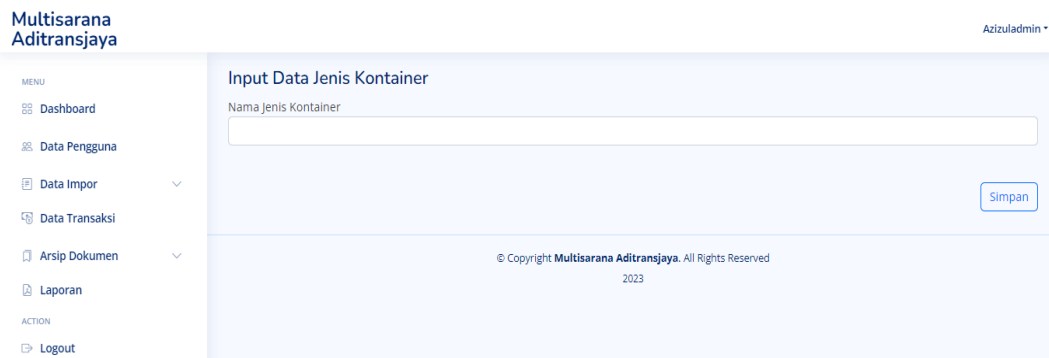 Multisarana
Aditransjaya
Azizuladmin
MENU
Dashboard
Data Pengguna
Data Impor
Data Transaksi
Arsip Dokumen
Laporan
ACTION
Logout
Input Data Jenis Kontainer
Nama Jenis Kontainer
Simpan
© Copyright Multisarana Aditransjaya. All Rights Reserved
2023